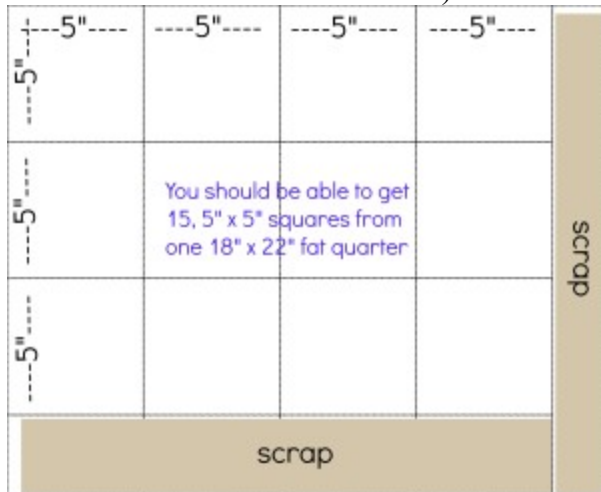 ----5"---- ----5"---- ----5"---- ----5"----
----5"----
You should be able to get
15, 5" x 5" squares from
one 18" x 22" fat quarter
----5"----
scrap
----5"----
scrap